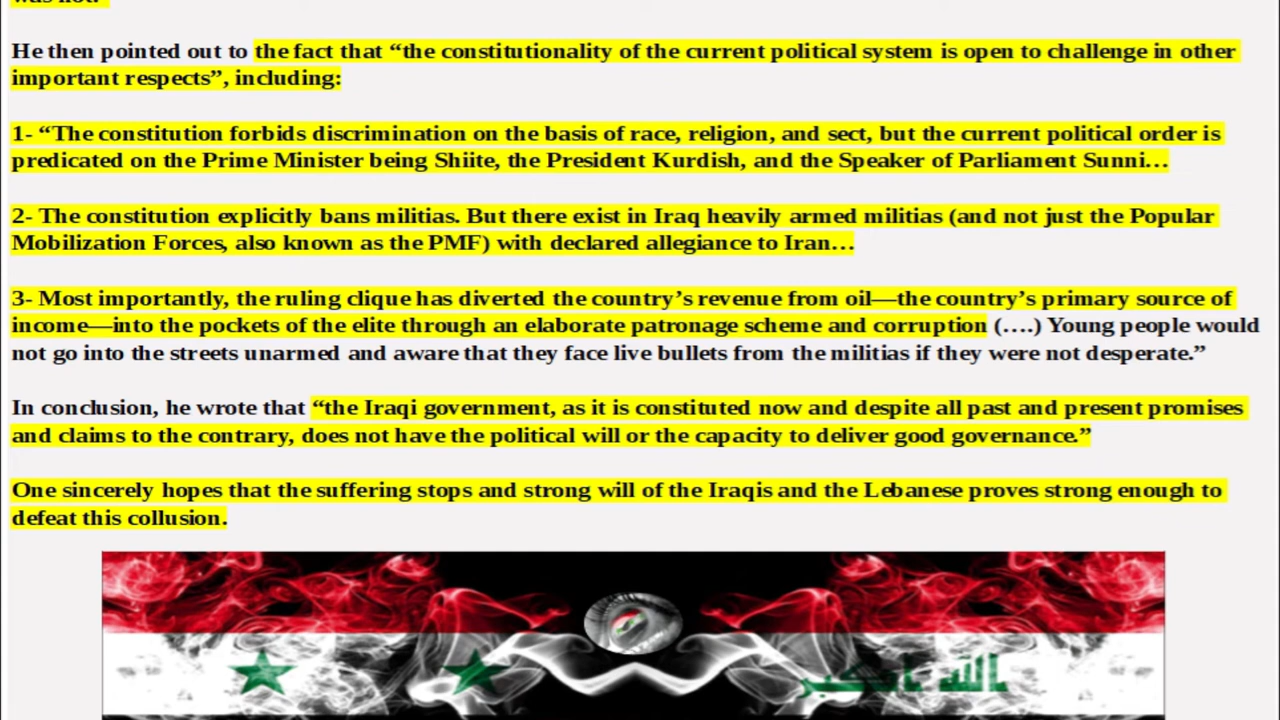 was not."
He then pointed out to the fact that “the constitutionality of the current political system is open to challenge in other
important respects”, including:
1- “The constitution forbids discrimination on the basis of race, religion, and sect, but the current political order is
predicated on the Prime Minister being Shiite, the President Kurdish, and the Speaker of Parliament Sunni…
2- The constitution explicitly bans militias. But there exist in Iraq heavily armed militias (and not just the Popular
Mobilization Forces, also known as the PMF) with declared allegiance to Iran…
3- Most importantly, the ruling clique has diverted the country’s revenue from oil—the country’s primary source of
income—into the pockets of the elite through an elaborate patronage scheme and corruption (….) Young people would
not go into the streets unarmed and aware that they face live bullets from the militias if they were not desperate.”
In conclusion, he wrote that “the Iraqi government, as it is constituted now and despite all past and present promises
and claims to the contrary, does not have the political will or the capacity to deliver good governance.”
One sincerely hopes that the suffering stops and strong will of the Iraqis and the Lebanese proves strong enough to
defeat this collusion.
الله اكبر